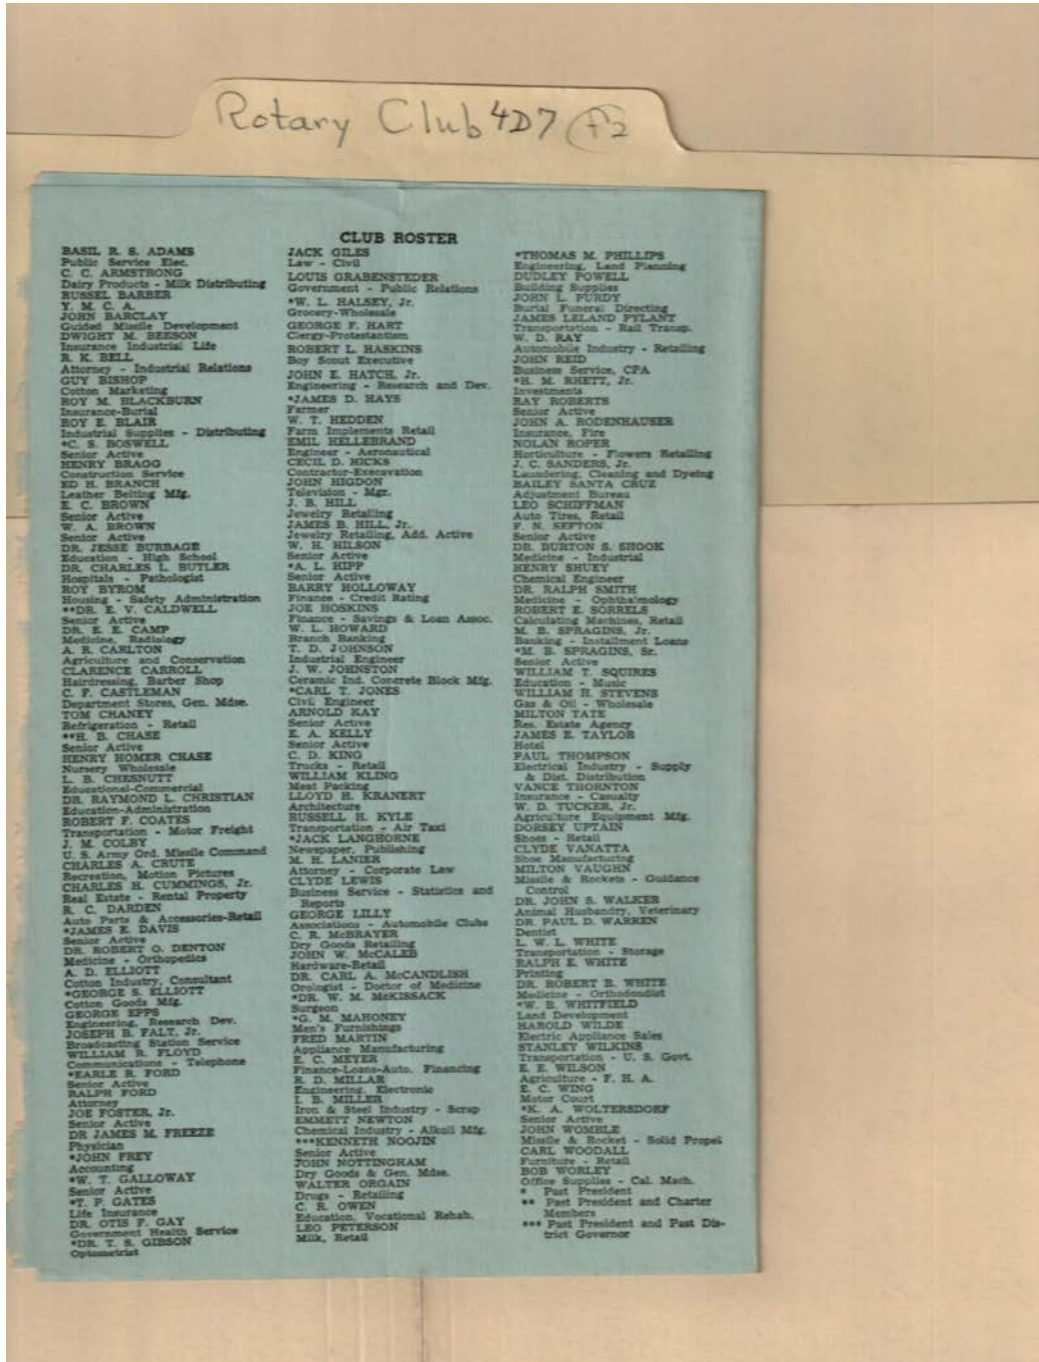 Rotary Club 4D7 f2
CLUB ROSTER
BASIL R. S. ADAMS
Public Service Elec.
C. C. ARMSTRONG
Dairy Products - Milk Distributing
RUSSEL BARBER
Y. M. C. A.
JOHN BARCLAY
Guided Missile Development
DWIGHT M. BEESON
Insurance Industrial Life
R. K. BELL
Attorney - Industrial Relations
GUY BISHOP
Cotton Marketing
ROY M. BLACKBURN
Insurance-Burial
ROY E. BLAIR
Industrial Supplies - Distributing
*C. S. BOSWELL
Senior Active
HENRY BRAGG
Construction Service
ED H. BRANCH
Leather Belting Mfg.
E. C. BROWN
Senior Active
W. A. BROWN
Senior Active
DR. JESSE BURBAGE
Education - High School
DR. CHARLES L. BUTLER
Hospitals - Pathologist
ROY BYROM
Housing - Safety Administration
**DR. E. V. CALDWELL
Senior Active
DR. E. E. CAMP
Medicine, Radiology
A. R. CARLTON
Agriculture and Conservation
CLARENCE CARROLL
Hairdressing, Barber Shop
C. F. CASTLEMAN
Department Stores, Gen. Mdse.
TOM CHANEY
Refrigeration - Retail
**H. B. CHASE
Senior Active
HENRY HOMER CHASE
Nursery Wholesale
L. B. CHESNUTT
Educational-Commercial
DR. RAYMOND L. CHRISTIAN
Education-Administration
ROBERT F. COATES
Transportation - Motor Freight
J. M. COLBY
U. S. Army Ord. Missile Command
CHARLES A. CRUTE
Recreation, Motion Pictures
CHARLES H. CUMMINGS, Jr.
Real Estate - Rental Property
R. C. DARDEN
Auto Parts & Accessories-Retail
*JAMES E. DAVIS
Senior Active
DR. ROBERT O. DENTON
Medicine - Orthopedics
A. D. ELLIOTT
Cotton Industry, Consultant
*GEORGE S. ELLIOTT
Cotton Goods Mfg.
GEORGE EPPS
Engineering, Research Dev.
JOSEPH B. FALT, Jr.
Broadcasting Station Service
WILLIAM R. FLOYD
Communications - Telephone
*EARLE R. FORD
Senior Active
RALPH FORD
Attorney
JOE FOSTER, Jr.
Senior Active
DR JAMES M. FREEZE
Physician
*JOHN FREY
Accounting
*W. T. GALLOWAY
Senior Active
*T. P. GATES
Life Insurance
DR. OTIS F. GAY
Government Health Service
*DR. T. S. GIBSON
Optometrist
JACK GILES
Law - Civil
LOUIS GRABENSTEDER
Government - Public Relations
*W. L. HALSEY, Jr.
Grocery-Wholesale
GEORGE F. HART
Clergy-Protestantism
ROBERT L. HASKINS
Boy Scout Executive
JOHN E. HATCH, Jr.
Engineering - Research and Dev.
*JAMES D. HAYS
Farmer
W. T. HEDDEN
Farm Implements Retail
EMIL HELLEBRAND
Engineer - Aeronautical
CECIL D. HICKS
Contractor-Execavation
JOHN HIGDON
Television - Mgr.
J. B. HILL
Jewelry Retailing
JAMES B. HILL, Jr.
Jewelry Retailing, Add. Active
W. H. HILSON
Senior Active
*A. L. HIPP
Senior Active
BARRY HOLLOWAY
Finance - Credit Rating
JOE HOSKINS
Finance - Savings & Loan Assoc.
W. L. HOWARD
Branch Banking
T. D. JOHNSON
Industrial Engineer
J. W. JOHNSTON
Ceramic Ind. Concrete Block Mfg.
*CARL T. JONES
Civil Engineer
ARNOLD KAY
Senior Active
E. A. KELLY
Senior Active
C. D. KING
Trucks - Retail
WILLIAM KLING
Meat Packing
LLOYD H. KRANERT
Architecture
RUSSELL H. KYLE
Transportation - Air Taxi
*JACK LANGHORNE
Newspaper, Publishing
M. H. LANIER
Attorney - Corporate Law
CLYDE LEWIS
Business Service - Statistics and
Reports
GEORGE LILLY
Associations - Automobile Clubs
C. R. McBRAYER
Dry Goods Retailing
JOHN W. McCALEB
Hardware-Retail
DR. CARL A. McCANDLISH
Orologist - Doctor of Medicine
*DR. W. M. McKISSACK
Surgeon
*G. M. MAHONEY
Men's Furnishings
FRED MARTIN
Appliance Manufacturing
E. C. MEYER
Finance-Loans-Auto. Financing
R. D. MILLAR
Engineering, Electronic
I. B. MILLER
Iron & Steel Industry - Scrap
EMMETT NEWTON
Chemical Industry - Alkoli Mfg.
***KENNETH NOOJIN
Senior Active
JOHN NOTTINGHAM
Dry Goods & Gen. Mdse.
WALTER ORGAIN
Drugs - Retailing
C. R. OWEN
Education, Vocational Rehab.
LEO PETERSON
Milk, Retail
*THOMAS M. PHILLIPS
Engineering, Land Planning
DUDLEY POWELL
Building Supplies
JOHN L. PURDY
Burial Funeral Directing
JAMES LELAND PYLANT
Transportation - Rail Transp.
W. D. RAY
Automobile Industry - Retailing
JOHN REID
Business Service, CPA
*H. M. RHETT, Jr.
Investments
RAY ROBERTS
Senior Active
JOHN A. RODENHAUSER
Insurance, Fire
NOLAN ROPER
Horticulture - Flowers Retailing
J. C. SANDERS, Jr.
Laundering, Cleaning and Dyeing
BAILEY SANTA CRUZ
Adjustment Bureau
LEO SCHIFFMAN
Auto Tires, Retail
F. N. SEFTON
Senior Active
DR. BURTON S. SHOOK
Medicine - Industrial
HENRY SHUEY
Chemical Engineer
DR. RALPH SMITH
Medicine - Ophthalmology
ROBERT E. SORRELS
Calculating Machines, Retail
M. B. SPRAGINS, Jr.
Banking - Installment Loans
*M. B. SPRAGINS, Sr.
Senior Active
WILLIAM T. SQUIRES
Education - Music
WILLIAM H. STEVENS
Gas & Oil - Wholesale
MILTON TATE
Res. Estate Agency
JAMES E. TAYLOR
Hotel
PAUL THOMPSON
Electrical Industry - Supply
& Dist. Distribution
VANCE THORNTON
Insurance - Casualty
W. D. TUCKER, Jr.
Agriculture Equipment Mfg.
DORSEY UPTAIN
Shoes - Retail
CLYDE VANATTA
Shoe Manufacturing
MILTON VAUGHN
Missile & Rockets - Guidance
Control
DR. JOHN S. WALKER
Animal Husbandry, Veterinary
DR PAUL D. WARREN
Dentist
L. W. L. WHITE
Transportation - Storage
RALPH E. WHITE
Printing
DR. ROBERT B. WHITE
Medicine - Orthodondist
*W. B. WHITFIELD
Land Development
HAROLD WILDE
Electric Appliance Sales
STANLEY WILKINS
Transportation - U. S. Govt.
E. E. WILSON
Agriculture - F. H. A.
E. C. WING
Motor Court
*K. A. WOLTERSDORF
Senior Active
JOHN WOMBLE
Missile & Rocket - Solid Propel
CARL WOODALL
Furniture - Retail
BOB WORLEY
Office Supplies - Cal. Mach.
* Past President
** Past President and Charter
Members
*** Past President and Past Dis-
trict Governor